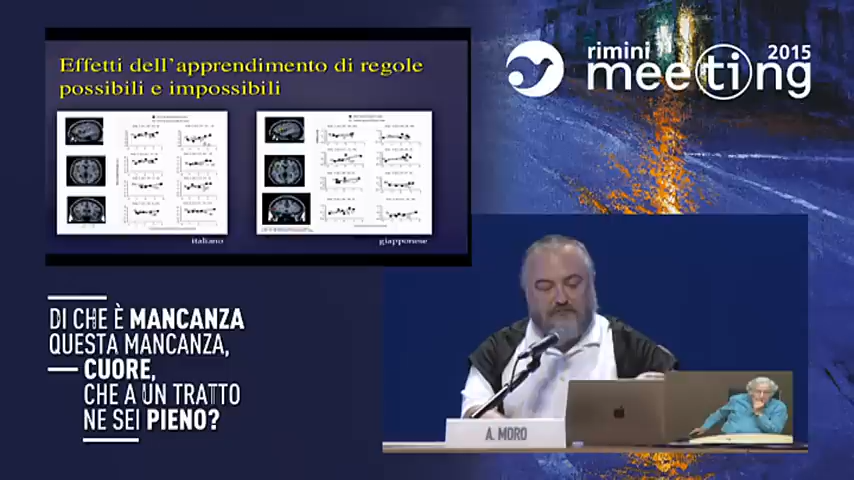 Effetti dell'apprendimento di regole
possibili e impossibili
italiano
giapponese
rimini
2015
meeting
DI CHE È MANCANZA
QUESTA MANCANZA,
CUORE,
CHE A UN TRATTO
NE SEI PIENO?
A. MORO